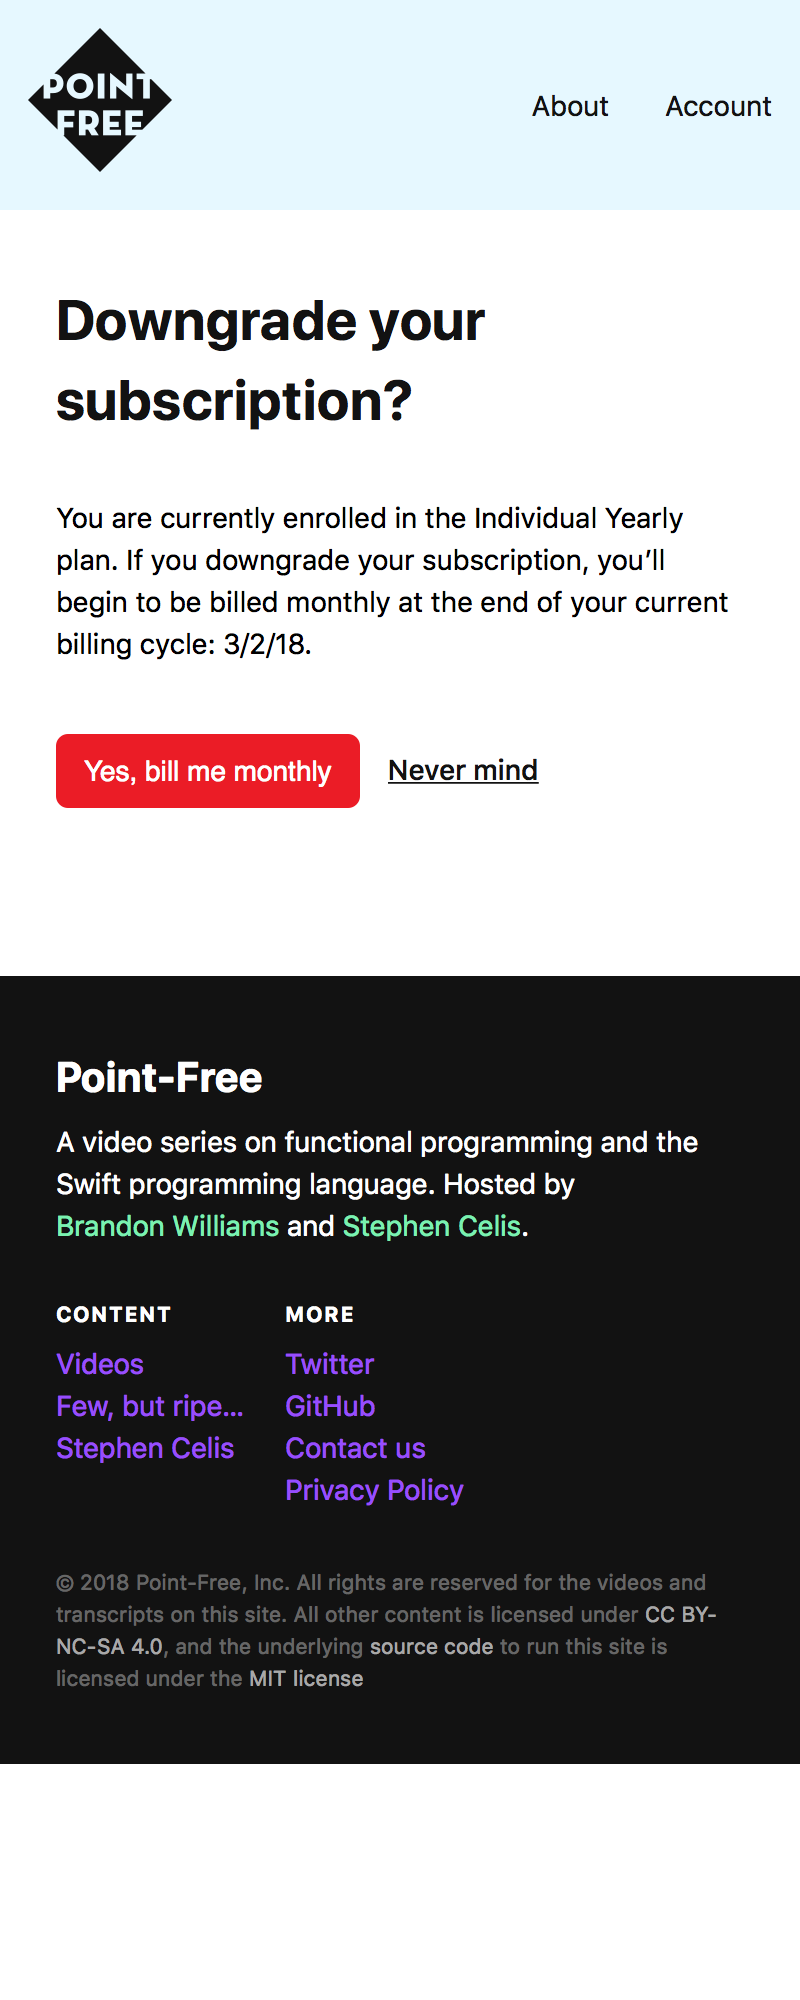 POINT
FREE
About Account
Downgrade your
subscription?
You are currently enrolled in the Individual Yearly
plan. If you downgrade your subscription, you’ll
begin to be billed monthly at the end of your current
billing cycle: 3/2/18.
Yes, bill me monthly Never mind
Point-Free
A video series on functional programming and the
Swift programming language. Hosted by
Brandon Williams and Stephen Celis.
CONTENT
Videos
Few, but ripe…
Stephen Celis
MORE
Twitter
GitHub
Contact us
Privacy Policy
© 2018 Point-Free, Inc. All rights are reserved for the videos and
transcripts on this site. All other content is licensed under CC BY-
NC-SA 4.0, and the underlying source code to run this site is
licensed under the MIT license